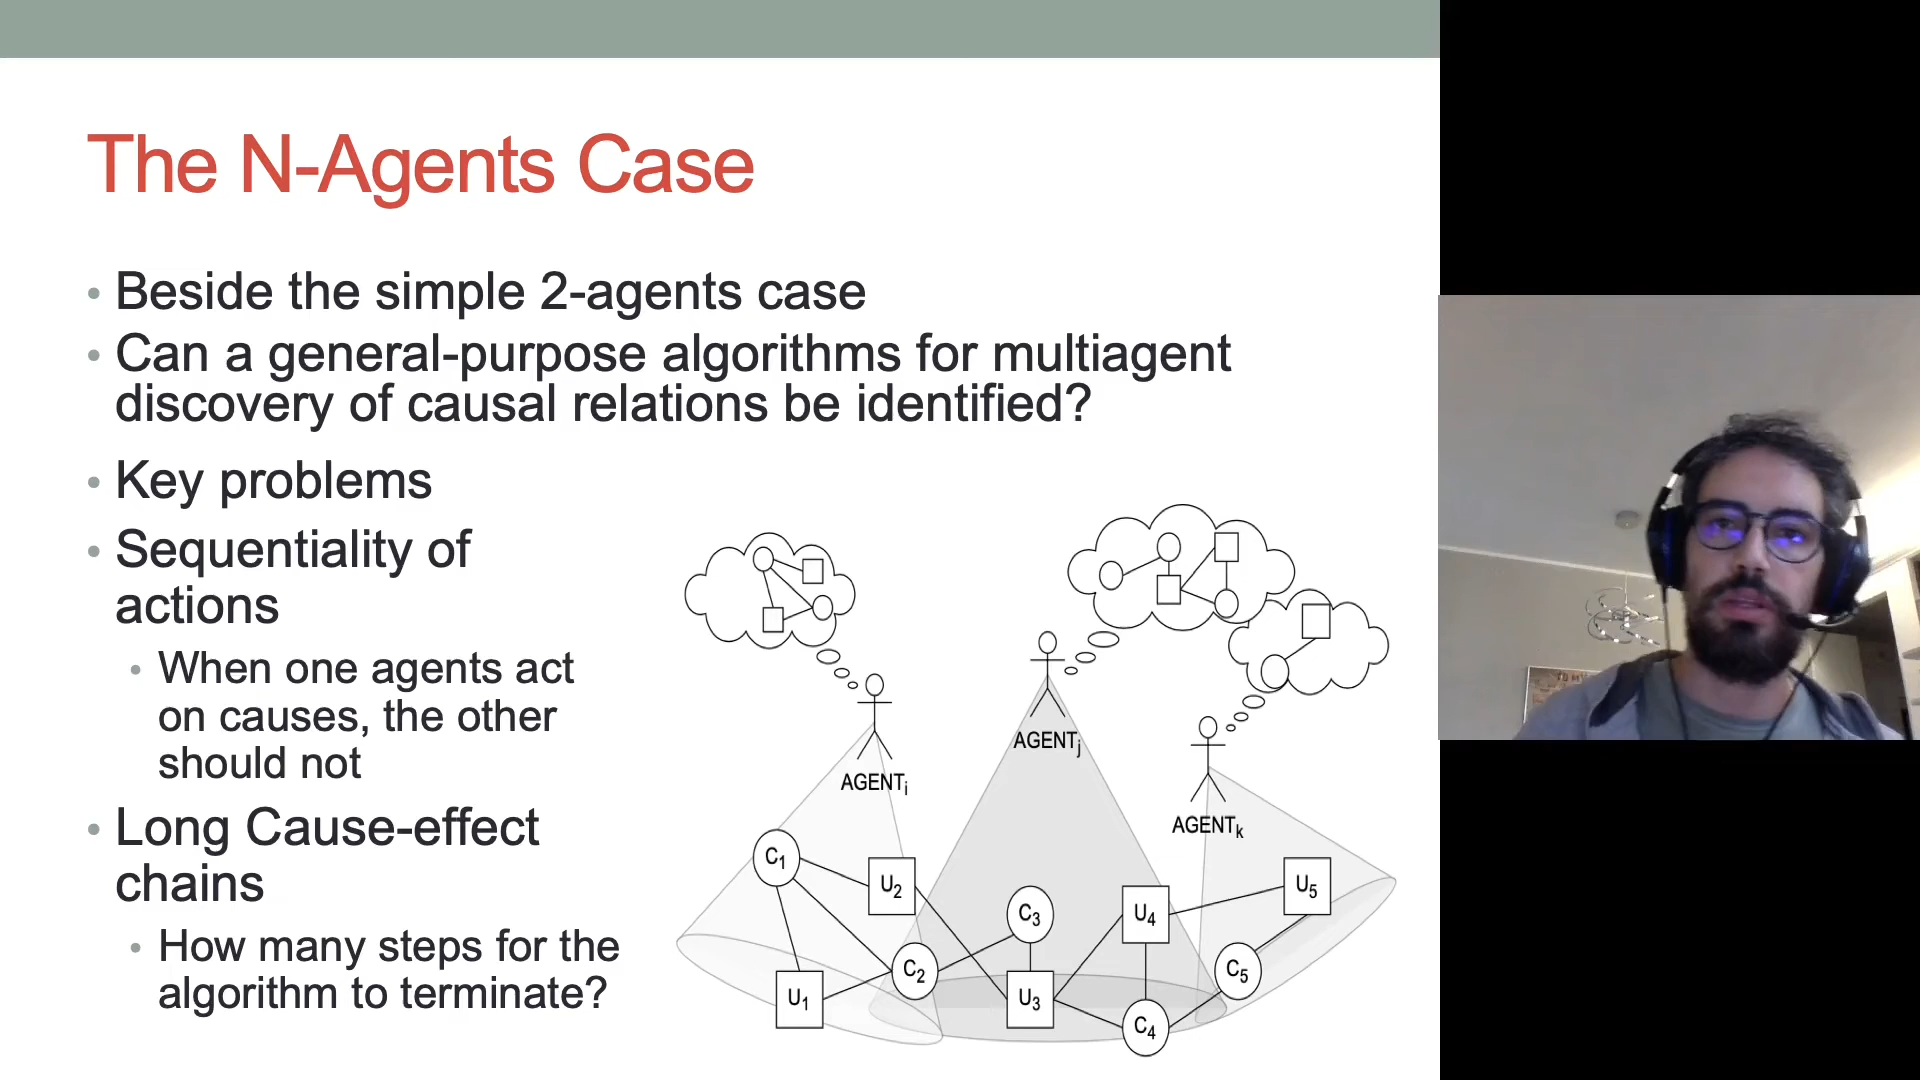 The N-Agents Case
• Beside the simple 2-agents case
• Can a general-purpose algorithms for multiagent
discovery of causal relations be identified?
• Key problems
• Sequentiality of
actions
• When one agents act
on causes, the other
should not
• Long Cause-effect
chains
• How many steps for the
algorithm to terminate?
AGENTi
AGENTj
AGENTk
C1
U2
C3
U4
U5
U1
C2
U3
C4
C5